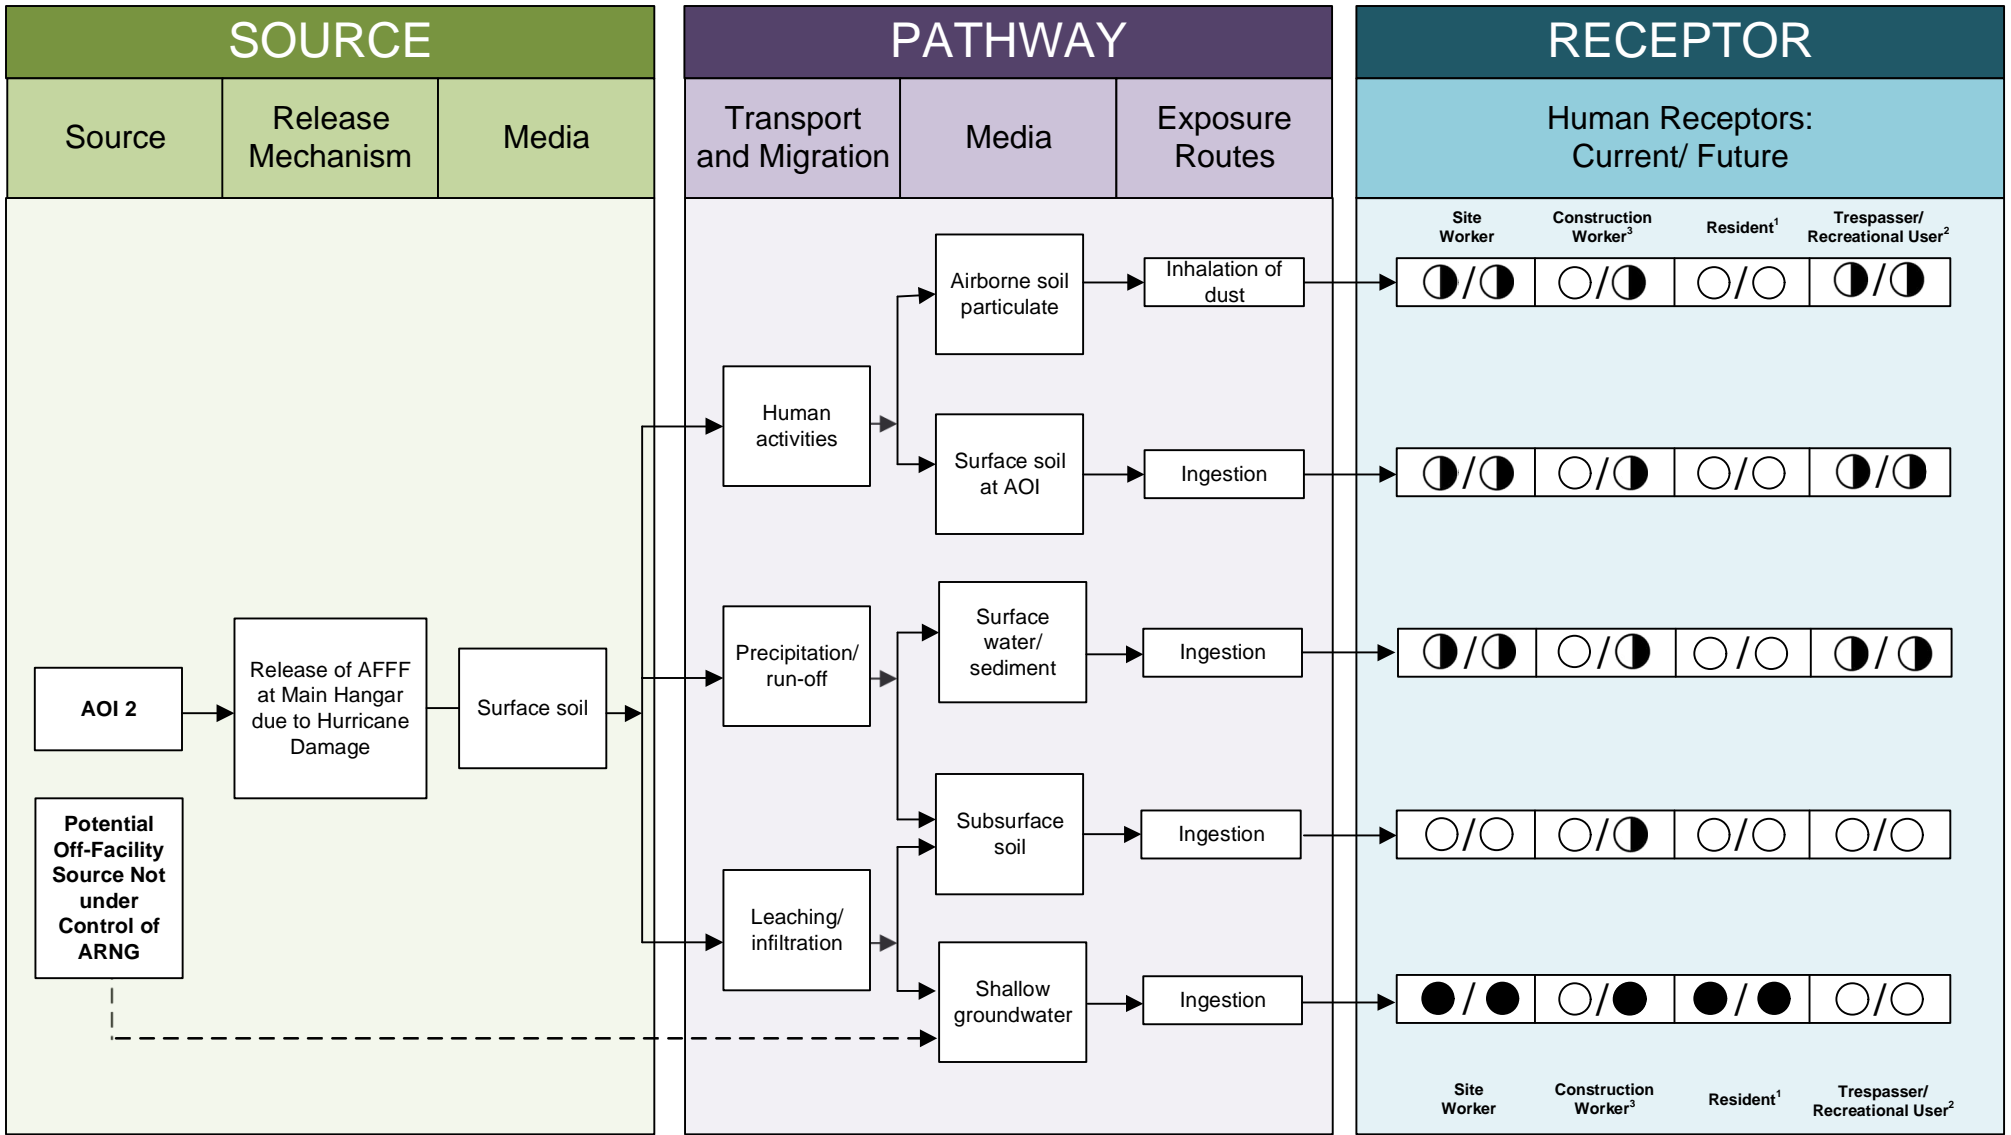 SOURCE
PATHWAY
RECEPTOR
Source
Release
Mechanism
Media
Transport
and Migration
Media
Exposure
Routes
Human Receptors:
Current/ Future
Site
Worker
Construction
Worker³
Resident¹
Trespasser/
Recreational User²
Airborne soil
particulate
Inhalation of
dust
/
/
/
/
Human
activities
Surface soil
at AOI
Ingestion
/
/
/
/
Precipitation/
run-off
Surface
water/
sediment
Ingestion
/
/
/
/
AOI 2
Release of AFFF
at Main Hangar
due to Hurricane
Damage
Surface soil
Potential
Off-Facility
Source Not
under
Control of
ARNG
Subsurface
soil
Ingestion
/
/
/
/
Leaching/
infiltration
Shallow
groundwater
Ingestion
/
/
/
/
Site
Worker
Construction
Worker³
Resident¹
Trespasser/
Recreational User²